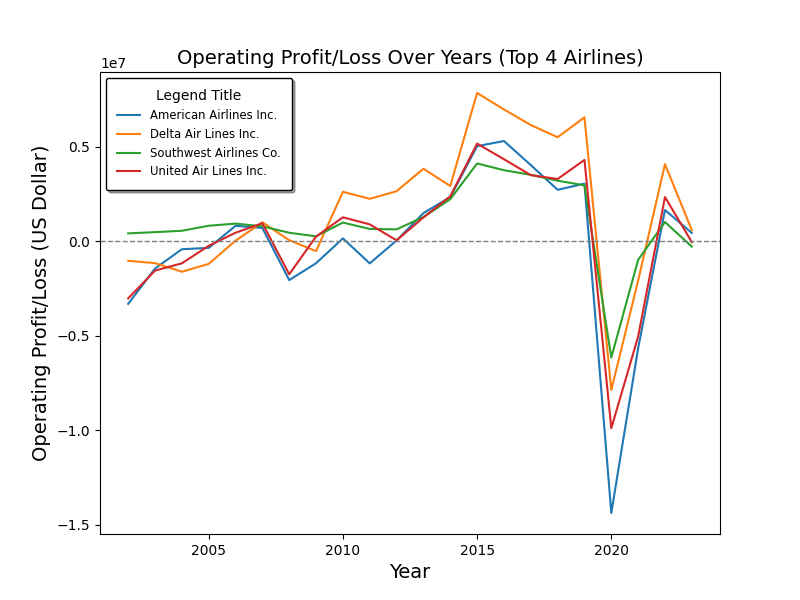 Operating Profit/Loss Over Years (Top 4 Airlines)
1e7
Legend Title
American Airlines Inc.
Delta Air Lines Inc.
Southwest Airlines Co.
United Air Lines Inc.
0.5
0.0
−0.5
−1.0
−1.5
Operating Profit/Loss (US Dollar)
2005 2010 2015 2020
Year